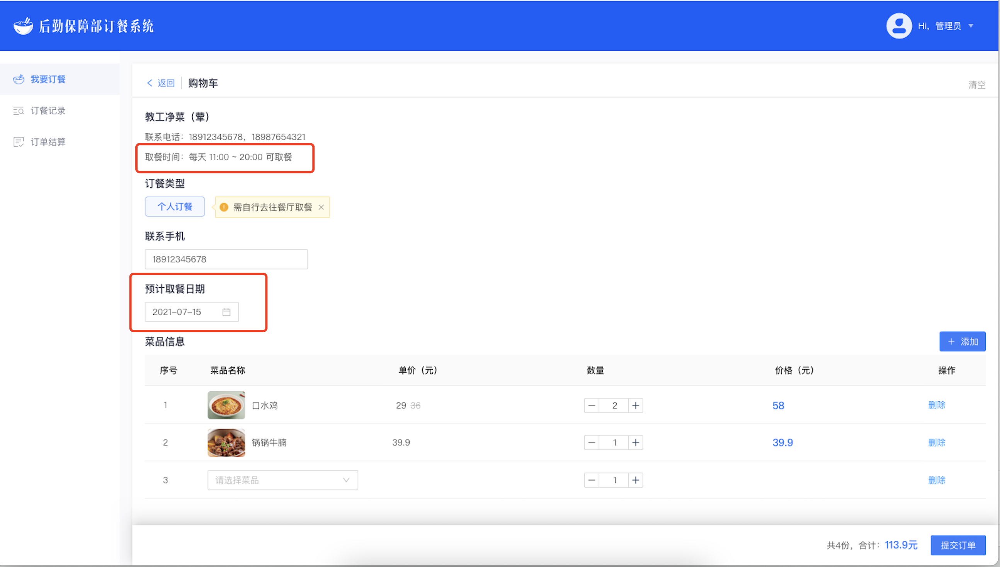 后勤保障部订餐系统
Hi, 管理员
我要订餐
订餐记录
订单结算
返回
购物车
清空
教工净菜（荤）
联系电话：18912345678，18987654321
取餐时间：每天 11:00 ~ 20:00 可取餐
订餐类型
个人订餐
需自行去往餐厅取餐
联系手机
18912345678
预计取餐日期
2021-07-15
菜品信息
+ 添加
序号 菜品名称 单价（元） 数量 价格（元） 操作
1 口水鸡 29 36 2 58 删除
2 锅锅牛腩 39.9 1 39.9 删除
3 请选择菜品 1 删除
共4份，合计：113.9元
提交订单